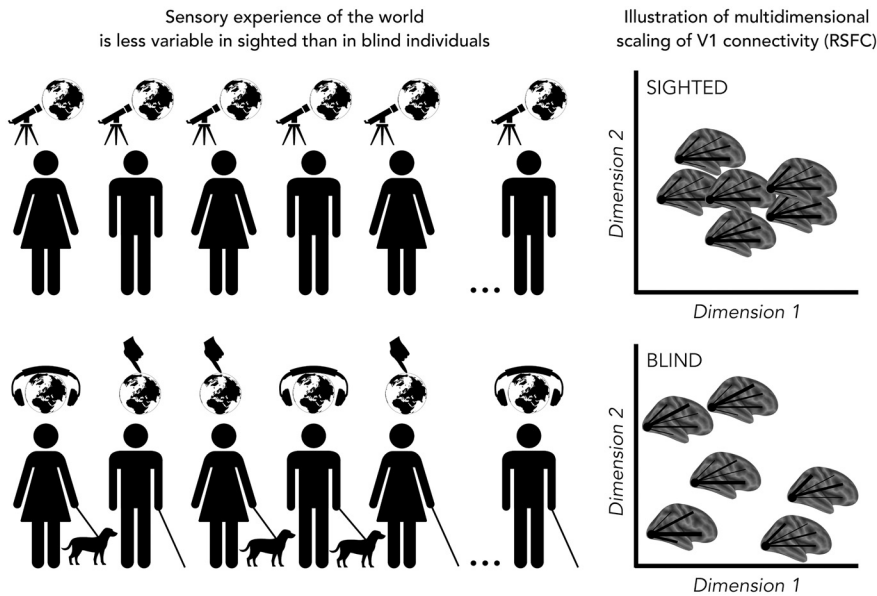 Sensory experience of the world
is less variable in sighted than in blind individuals
Illustration of multidimensional
scaling of V1 connectivity (RSFC)
SIGHTED
Dimension 2
Dimension 1
...
BLIND
Dimension 2
Dimension 1
...